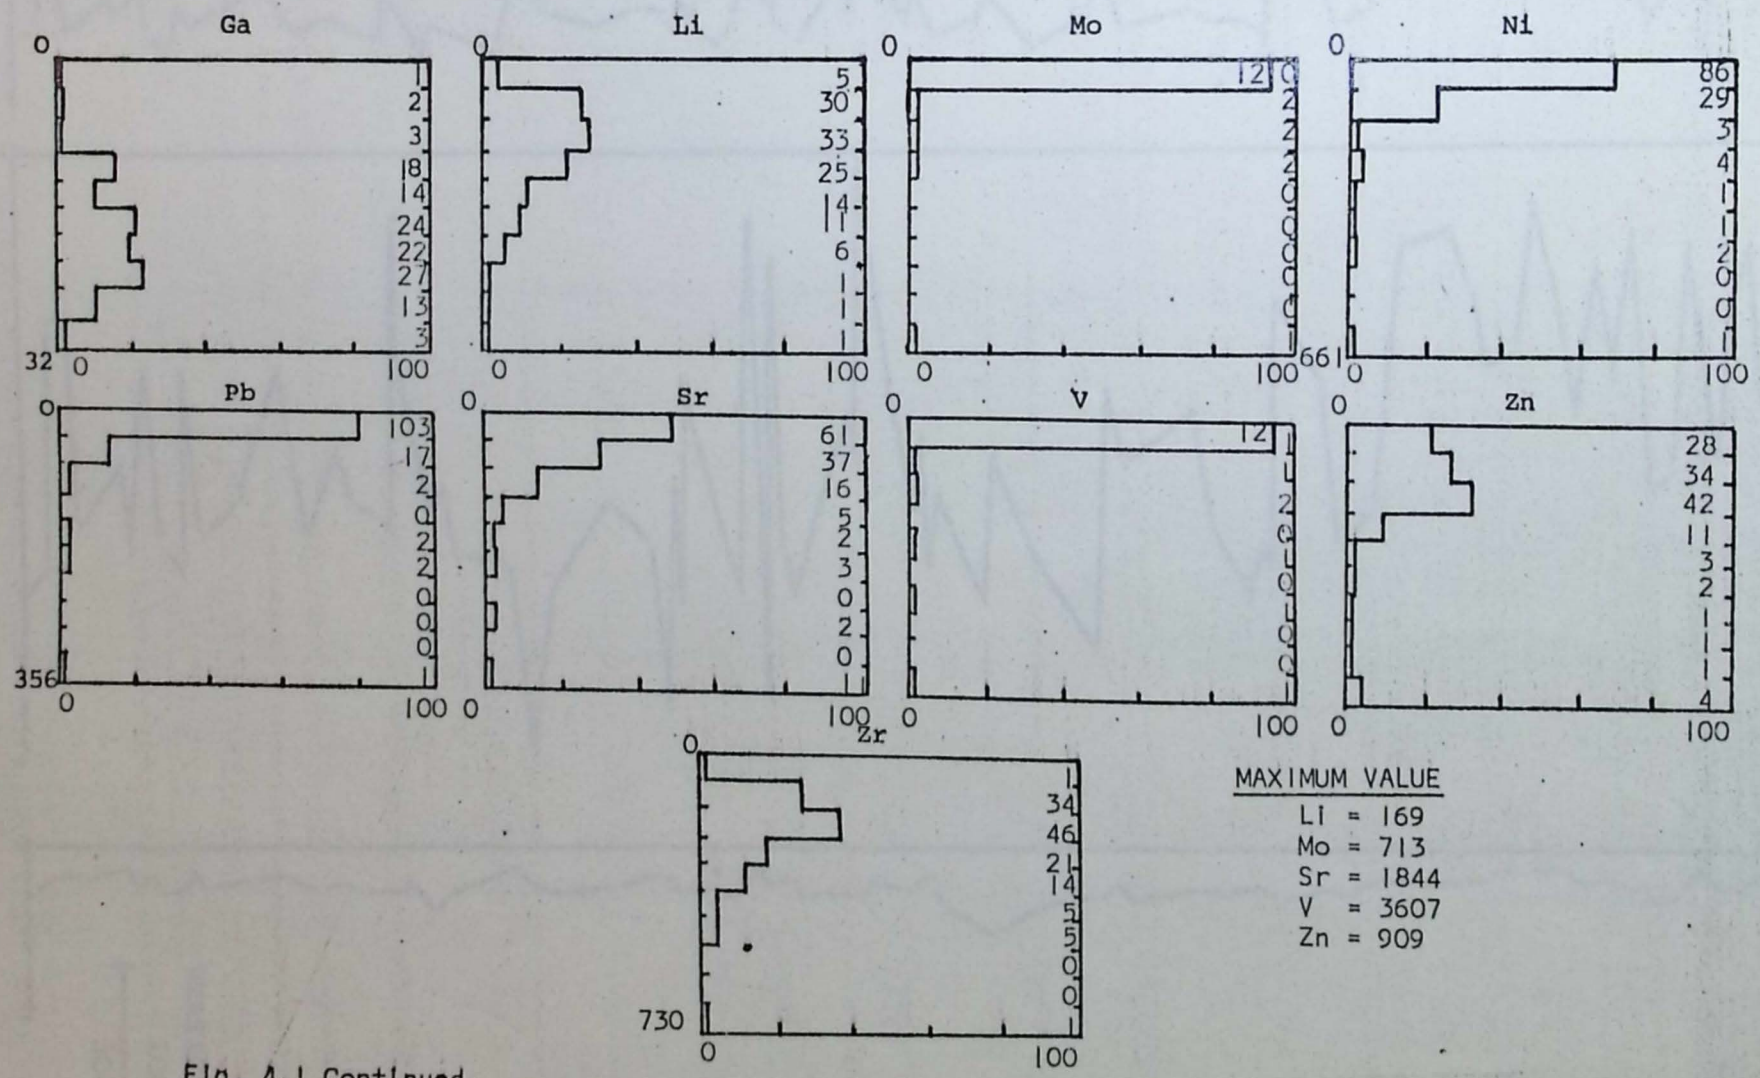 Ga Li Mo Ni
0 0 0 0
1 5 12 0 86
2 30 2 29
3 33 2 3
18 25 2 4
14 14 0 1
24 11 0 1
22 6 0 2
27 1 0 0
13 1 0 0
3 1 1
32 661
0 100 0 100 0 100 0 100
Pb Sr V Zn
0 0 0 0
103 61 12 28
17 37 34
2 16 2 42
0 5 0 11
2 2 3
2 3 0 2
0 0 1
0 2 0 1
0 0 0 1
1 1 4
356
0 100 0 100 0 100 0 100
Zr
0
1
34
46
21
14
5
5
0
0
1
730
0 100
MAXIMUM VALUE
Li = 169
Mo = 713
Sr = 1844
V = 3607
Zn = 909
Continued